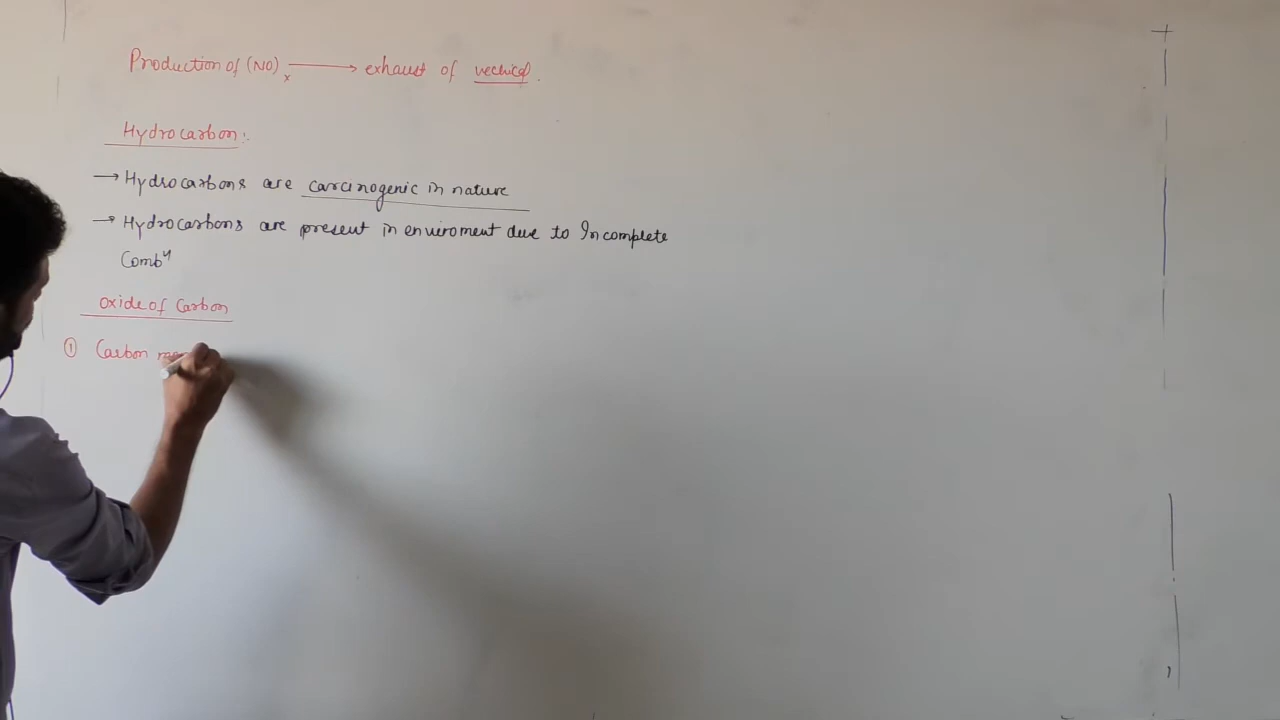 Production of (NO)x ⟶ exhaust of
Hydrocarbon:
→ Hydrocarbons are carcinogenic in nature
→ Hydrocarbons are present in enviroment due to Incomplete
Comb
Oxide of Carbon
① Carbon